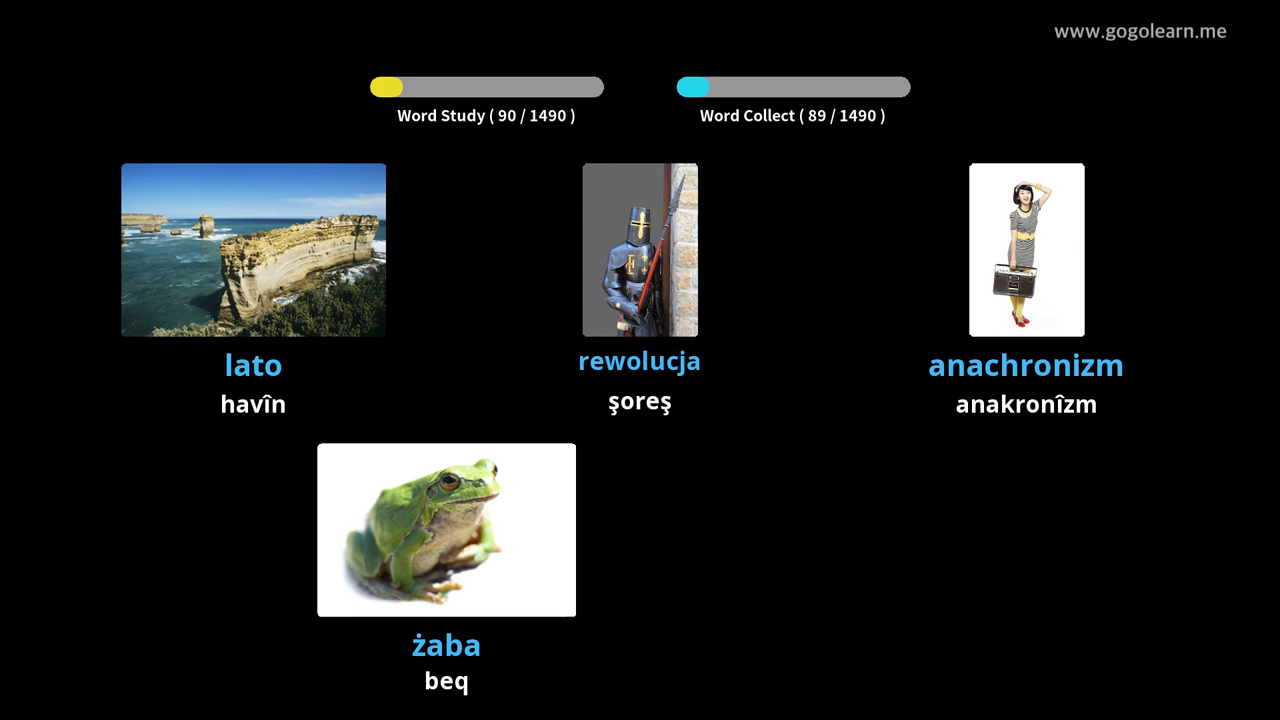 www.gogolearn.me
Word Study ( 90 / 1490 )
Word Collect ( 89 / 1490 )
lato
havîn
rewolucja
şoreş
anachronizm
anakronîzm
żaba
beq